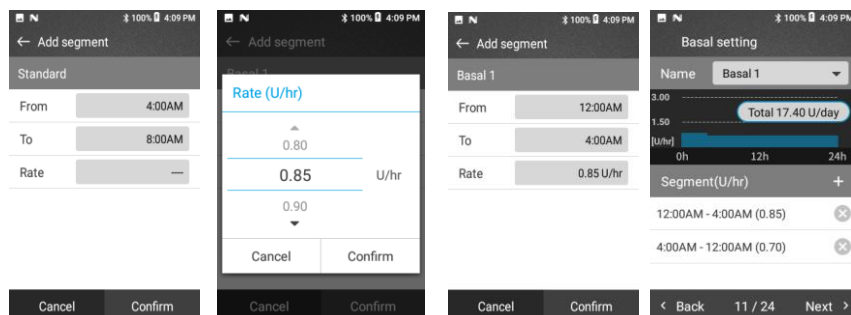 100% 4:09 PM
← Add segment
Standard
From 4:00AM
To 8:00AM
Rate ---
Cancel Confirm
100% 4:09 PM
← Add segment
Basal 1
Rate (U/hr)
0.80
0.85 U/hr
0.90
Cancel Confirm
Cancel Confirm
100% 4:09 PM
← Add segment
Basal 1
From 12:00AM
To 4:00AM
Rate 0.85 U/hr
Cancel Confirm
100% 4:09 PM
Basal setting
Name Basal 1
3.00
Total 17.40 U/day
1.50
[U/hr]
0h 12h 24h
Segment(U/hr) +
12:00AM - 4:00AM (0.85)
4:00AM - 12:00AM (0.70)
< Back 11 / 24 Next >